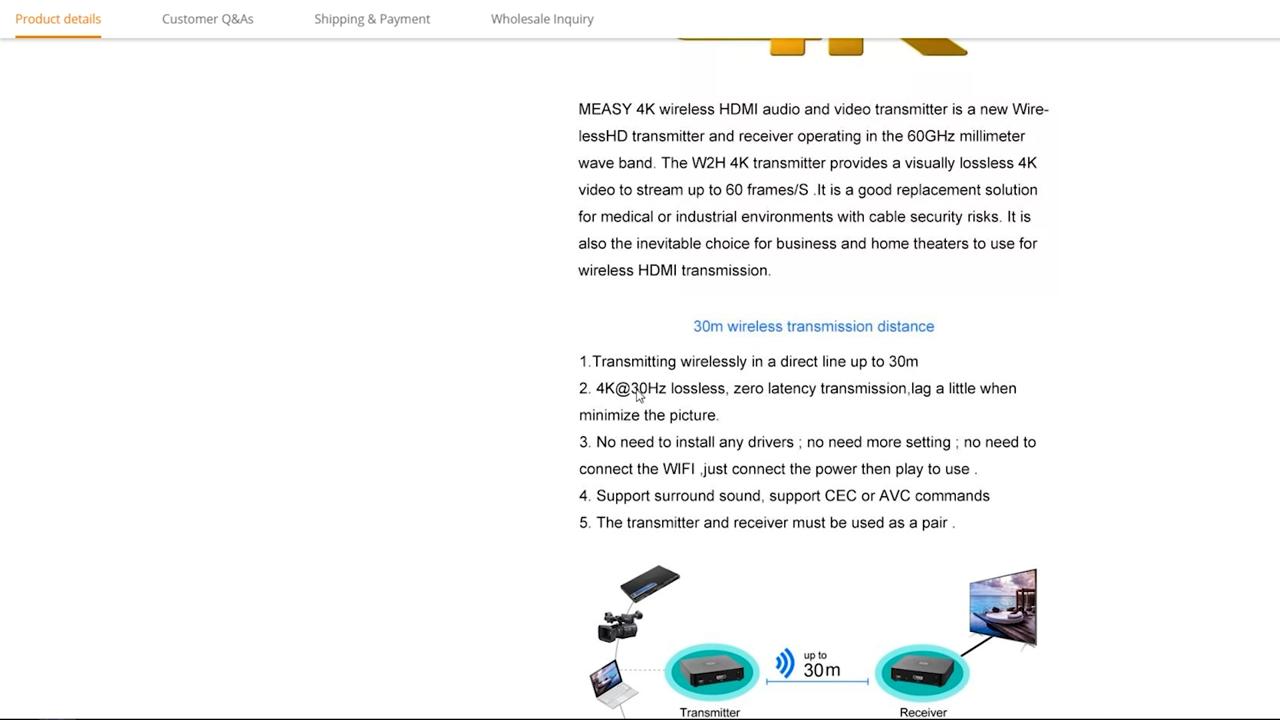 Product details Customer Q&As Shipping & Payment Wholesale Inquiry
MEASY 4K wireless HDMI audio and video transmitter is a new Wire-
lessHD transmitter and receiver operating in the 60GHz millimeter
wave band. The W2H 4K transmitter provides a visually lossless 4K
video to stream up to 60 frames/S .It is a good replacement solution
for medical or industrial environments with cable security risks. It is
also the inevitable choice for business and home theaters to use for
wireless HDMI transmission.
30m wireless transmission distance
1.Transmitting wirelessly in a direct line up to 30m
2. 4K@30Hz lossless, zero latency transmission,lag a little when
minimize the picture.
3. No need to install any drivers ; no need more setting ; no need to
connect the WIFI ,just connect the power then play to use .
4. Support surround sound, support CEC or AVC commands
5. The transmitter and receiver must be used as a pair .
up to
30m
Transmitter Receiver